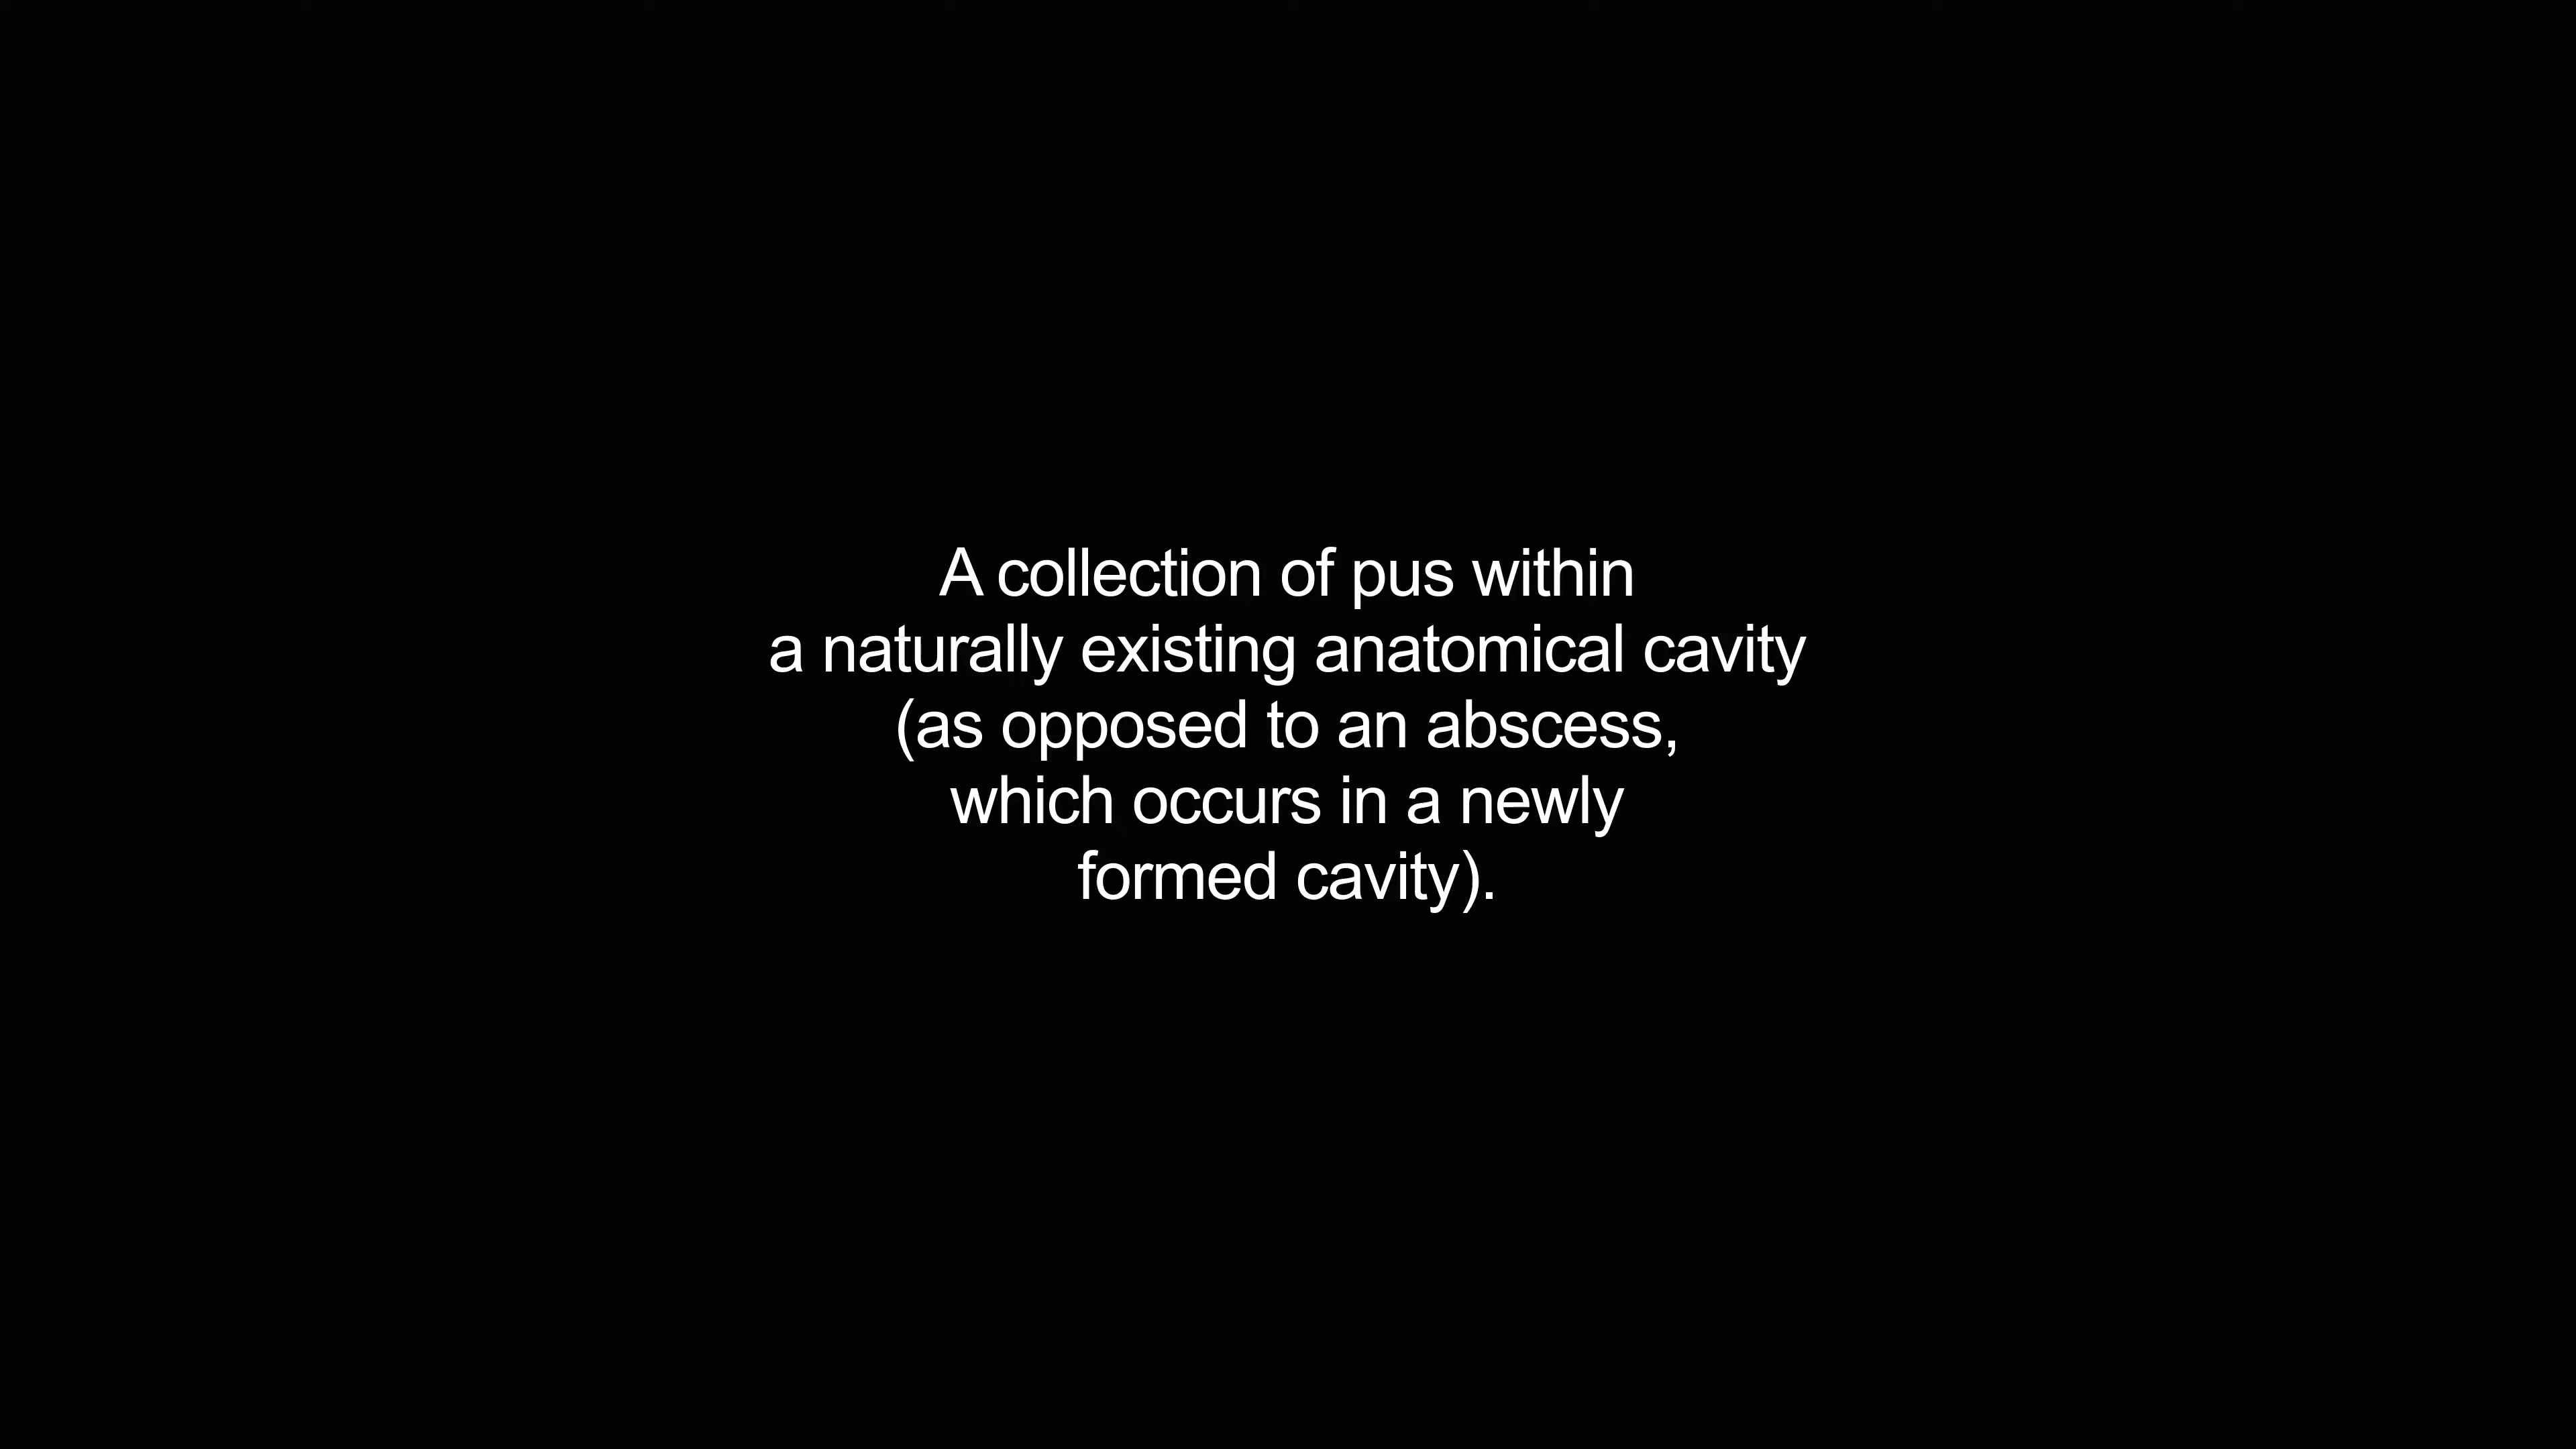 A collection of pus within
a naturally existing anatomical cavity
(as opposed to an abscess,
which occurs in a newly
formed cavity).